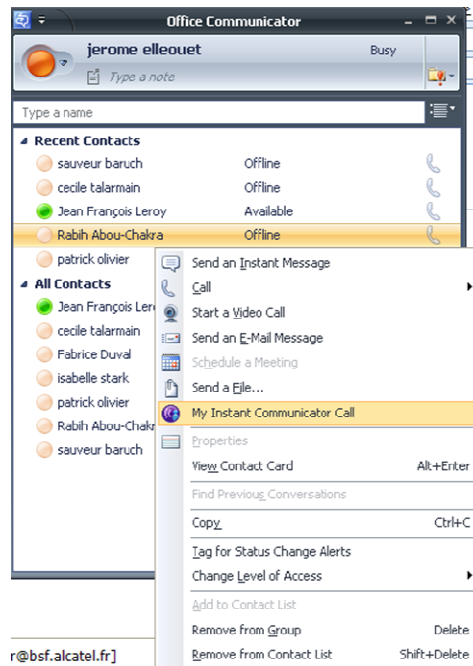 Office Communicator
jerome elleouet
Busy
Type a note
Type a name
Recent Contacts
sauveur baruch Offline
cecile talarmain Offline
Jean François Leroy Available
Rabih Abou-Chakra Offline
patrick olivier
All Contacts
Jean François Ler
cecile talarmain
Fabrice Duval
isabelle stark
patrick olivier
Rabih Abou-Chakr
sauveur baruch
Send an Instant Message
Call
Start a Video Call
Send an E-Mail Message
Schedule a Meeting
Send a File...
My Instant Communicator Call
Properties
View Contact Card Alt+Enter
Find Previous Conversations
Copy Ctrl+C
Tag for Status Change Alerts
Change Level of Access
Add to Contact List
Remove from Group Delete
Remove from Contact List Shift+Delete
r@bsf.alcatel.fr]